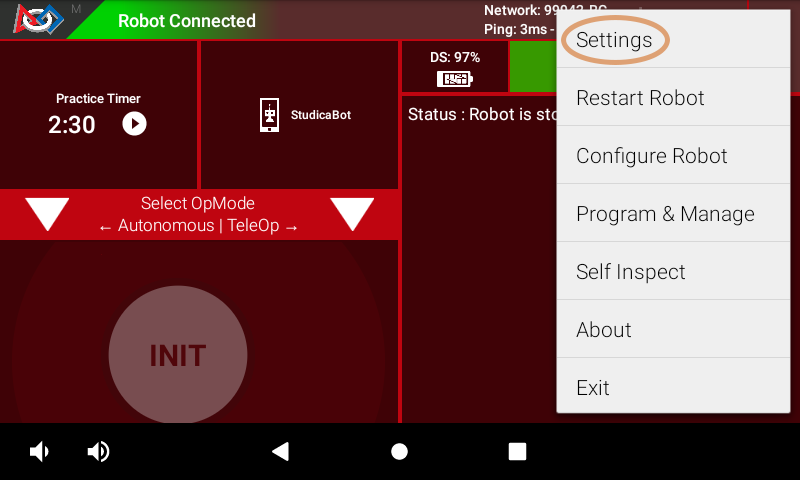 M
Robot Connected
Network: 99942-RC
Ping: 3ms -
DS: 97%
Practice Timer
2:30
StudicaBot
Select OpMode
← Autonomous | TeleOp →
INIT
Status : Robot is sto
Settings
Restart Robot
Configure Robot
Program & Manage
Self Inspect
About
Exit